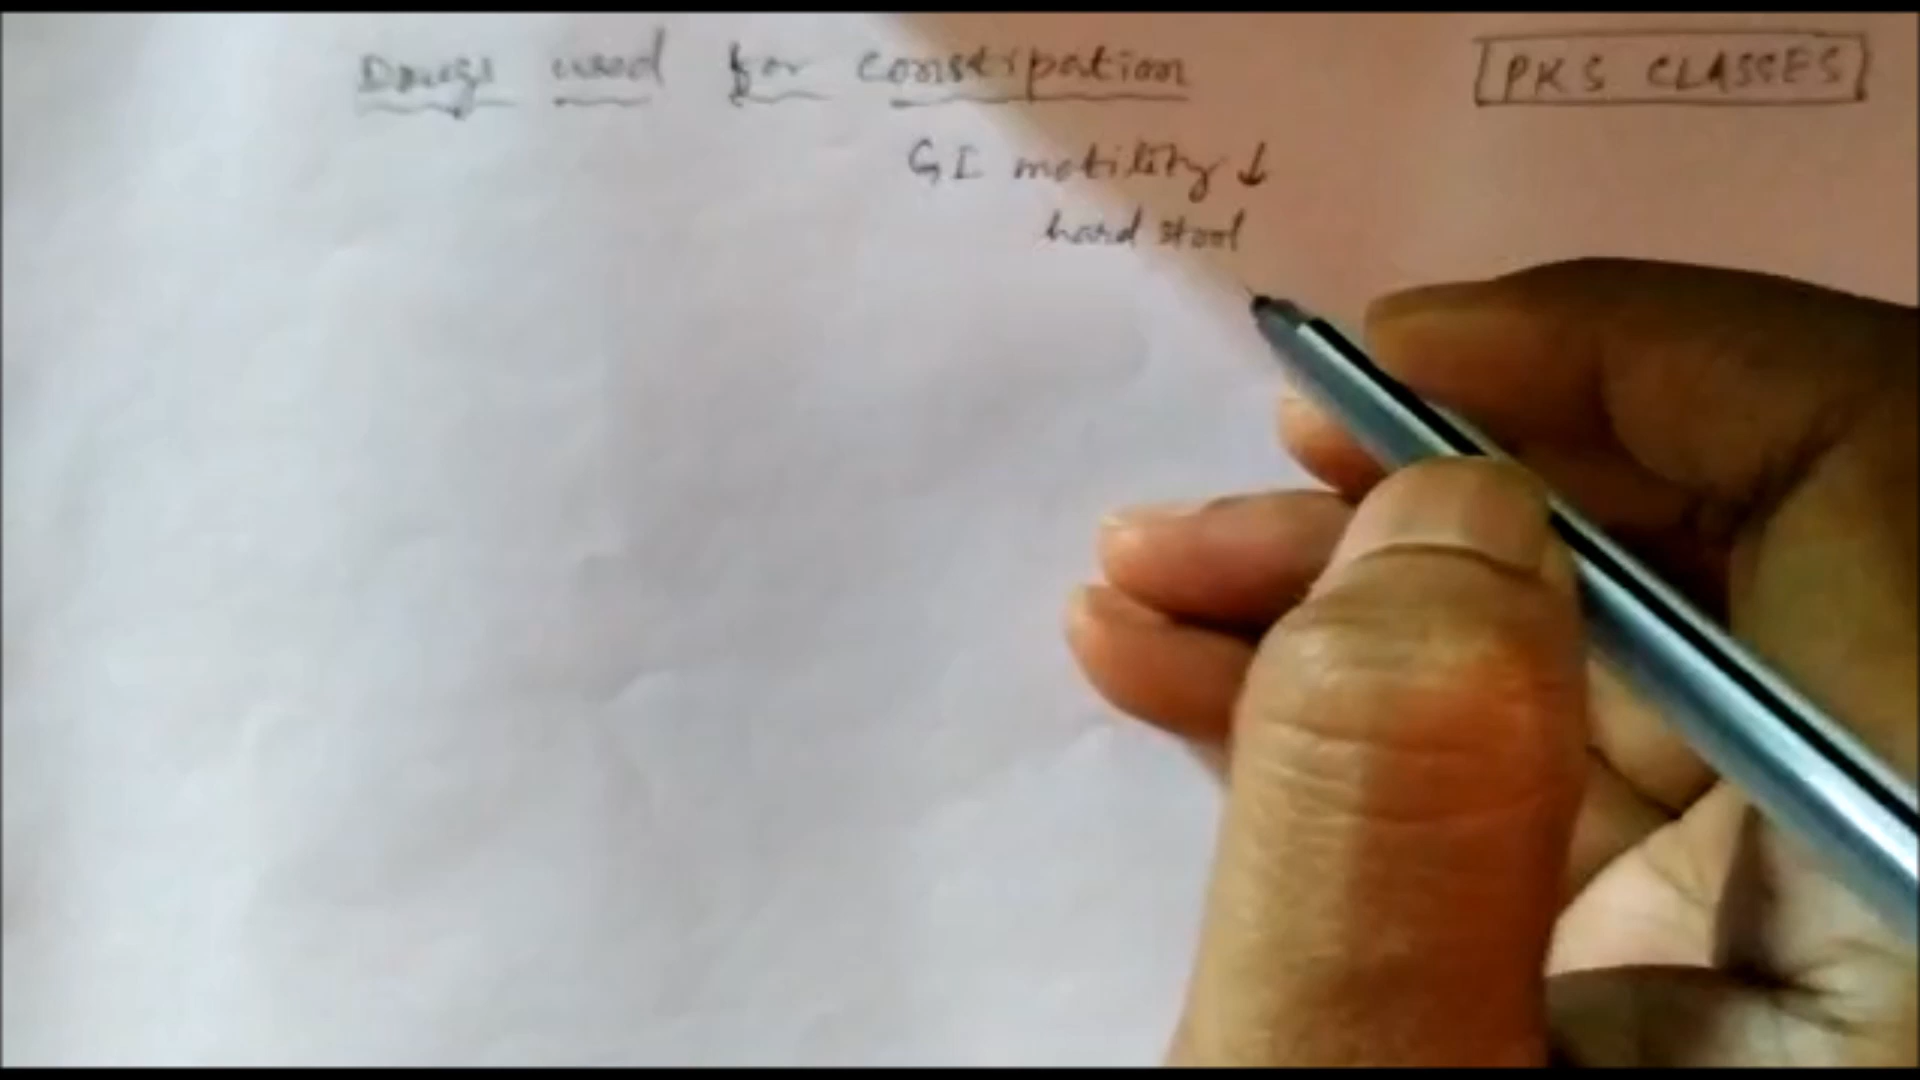 Drugs used for constipation
PKS CLASSES
GI motility ↓
hard stool